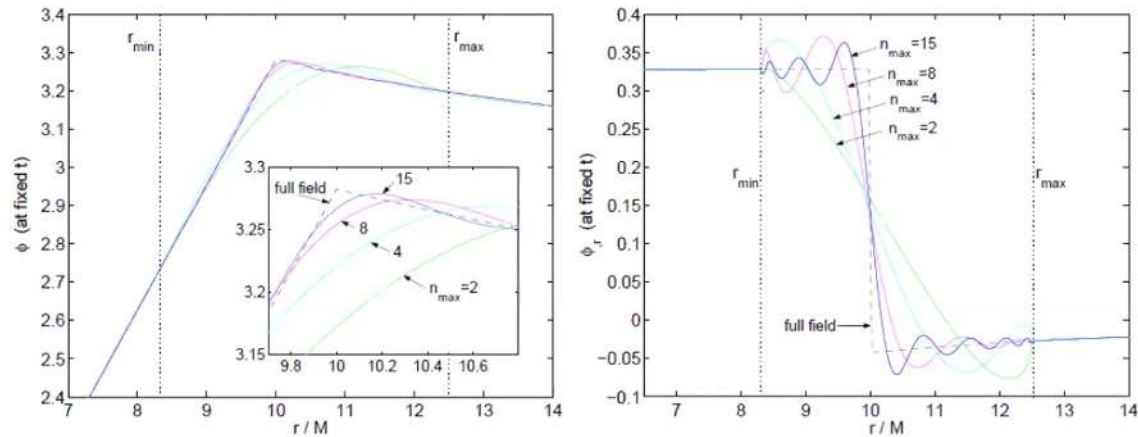 3.4
3.3
3.2
3.1
3
2.9
2.8
2.7
2.6
2.5
2.4
ϕ (at fixed t)
r_min
r_max
3.3
3.25
3.2
3.15
full field
15
8
4
n_max=2
9.8 10 10.2 10.4 10.6
7 8 9 10 11 12 13 14
r / M
0.4
0.35
0.3
0.25
0.2
0.15
0.1
0.05
0
−0.05
−0.1
ϕ,r (at fixed t)
n_max=15
n_max=8
n_max=4
n_max=2
r_min
r_max
full field
7 8 9 10 11 12 13 14
r / M